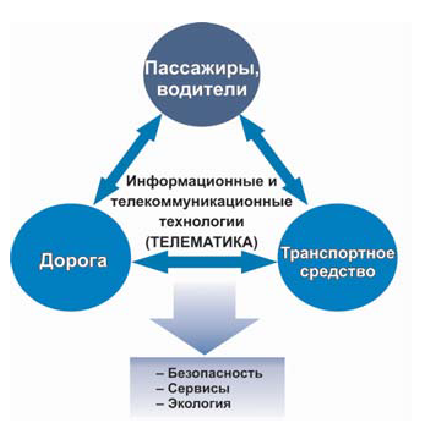 Пассажиры,
водители
Информационные и
телекоммуникационные
технологии
(ТЕЛЕМАТИКА)
Дорога
Транспортное
средство
– Безопасность
– Сервисы
– Экология